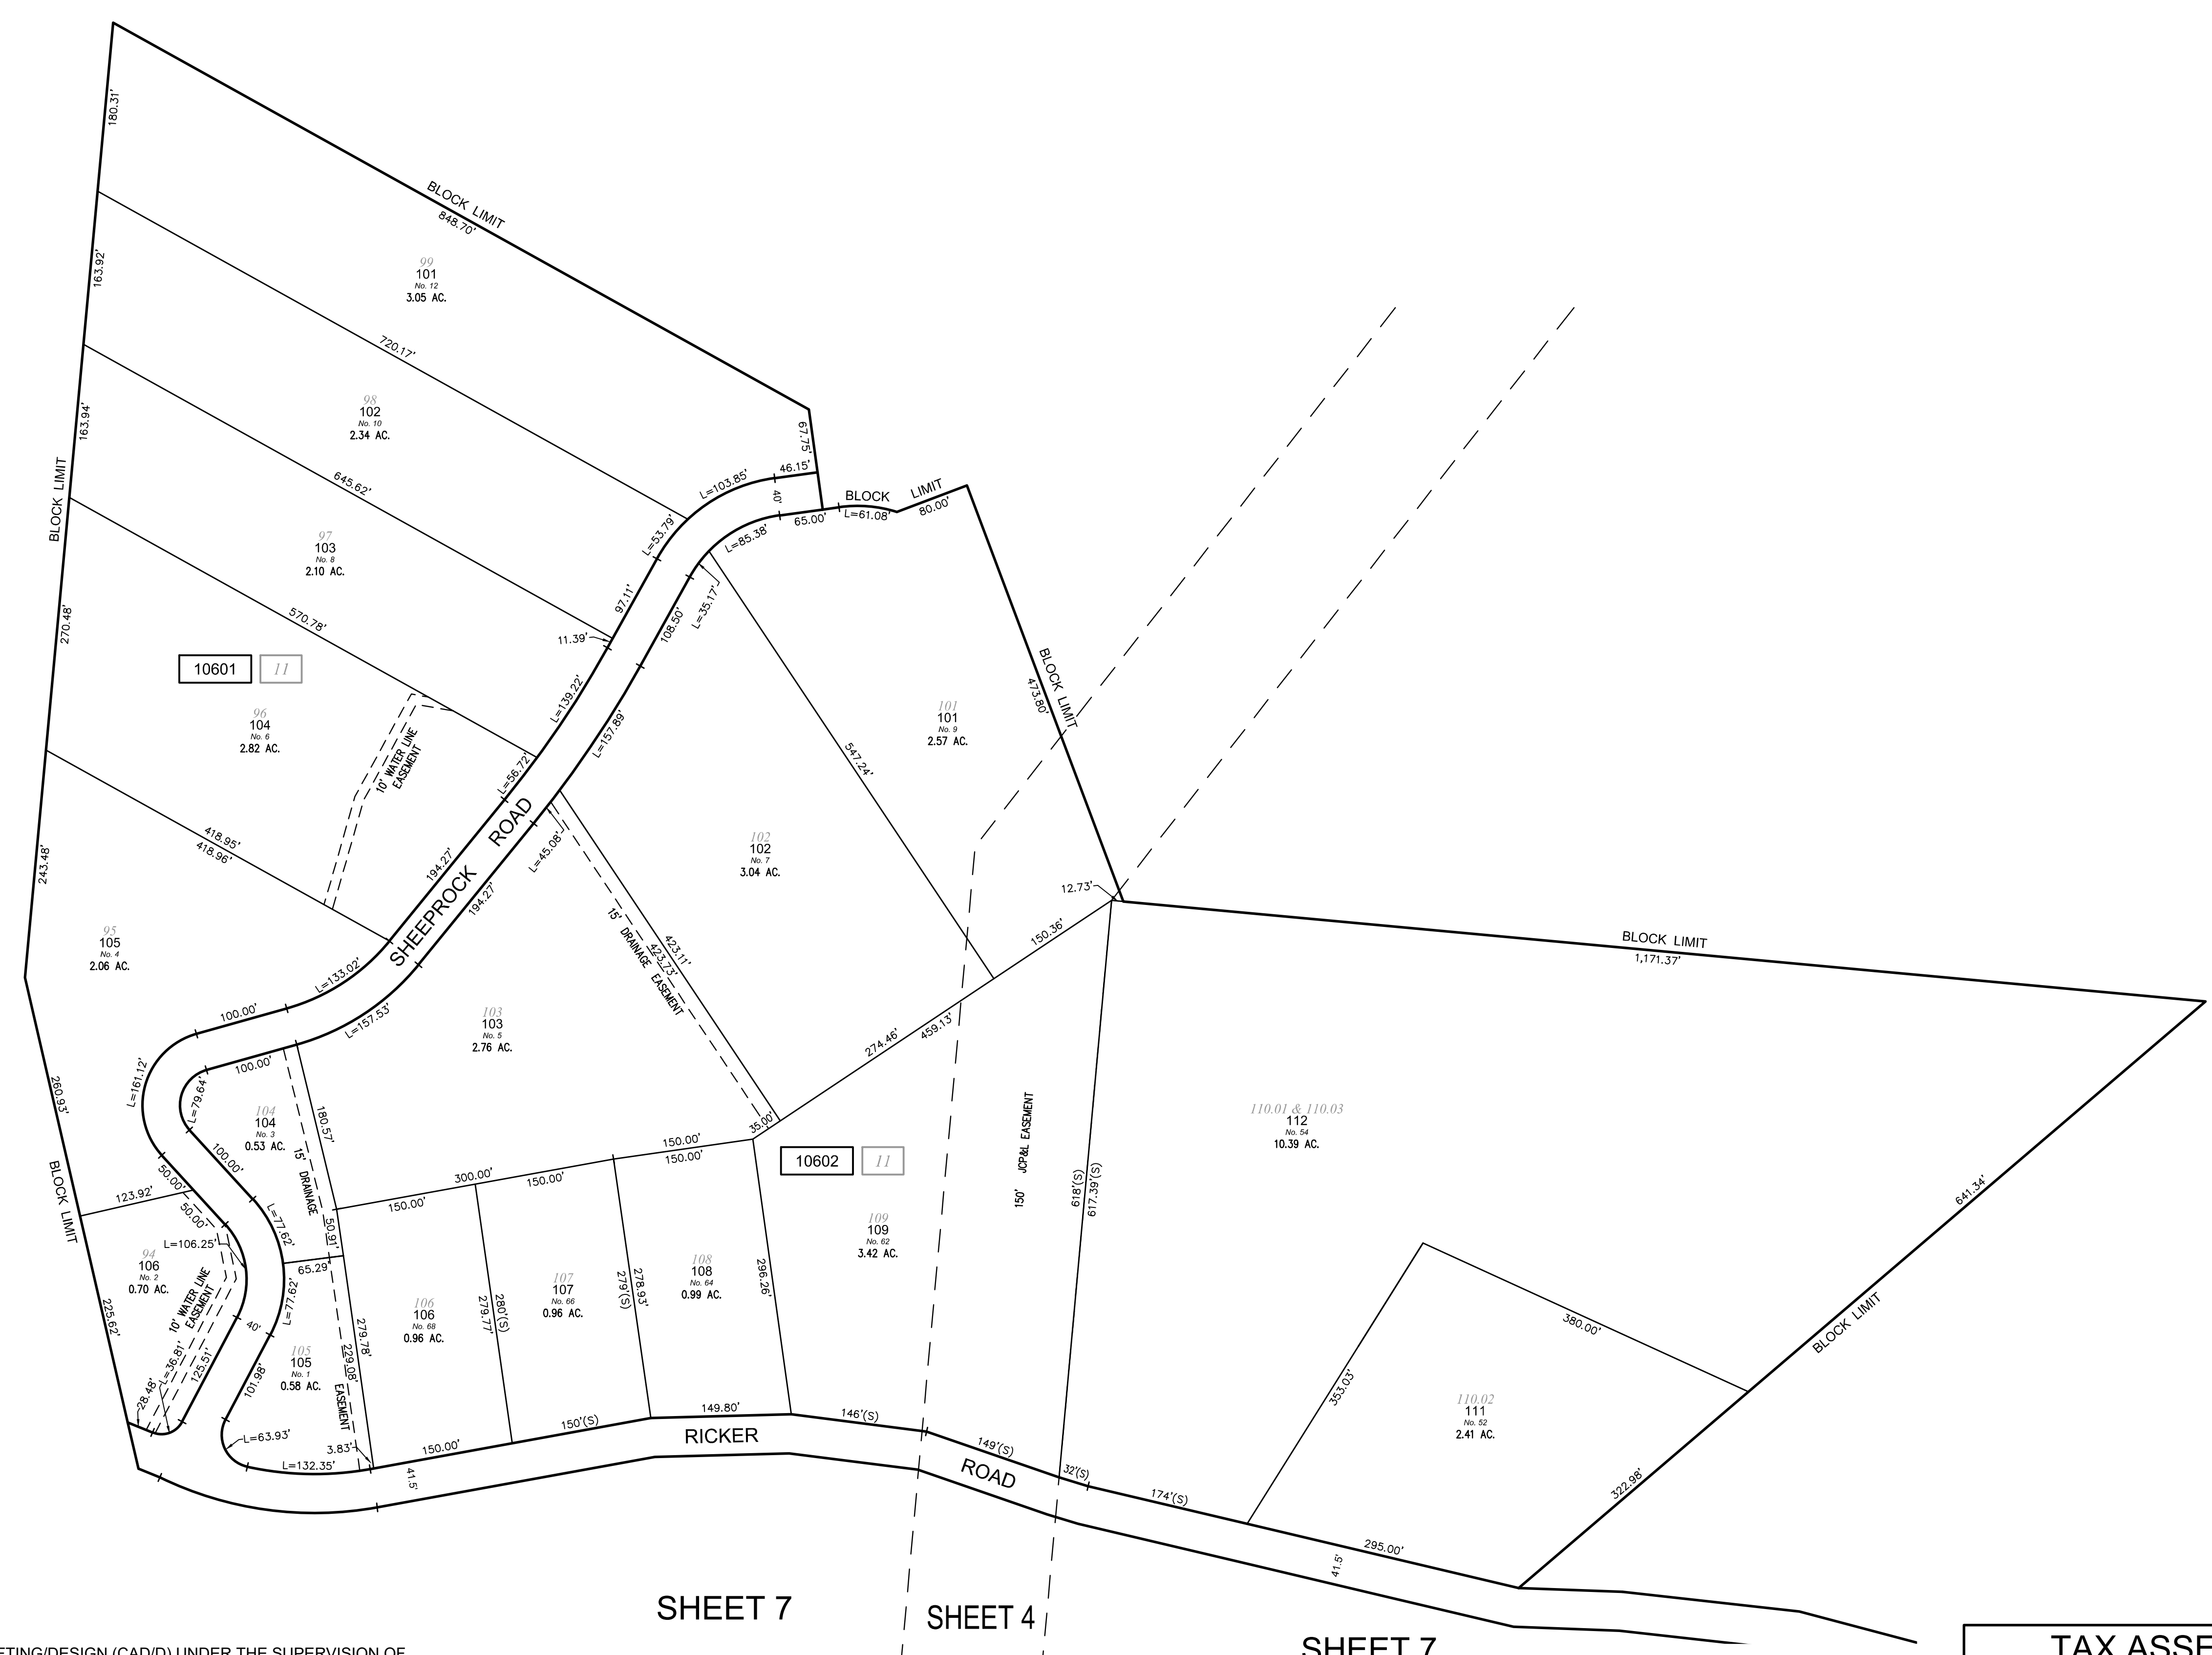 180.31'
BLOCK LIMIT
848.70'
163.92'
99
101
No. 12
3.05 AC.
720.17'
163.94'
98
102
No. 10
2.34 AC.
67.75'
645.62'
46.15'
L=103.85'
40'
BLOCK LIMIT
80.00'
L=61.08'
65.00'
L=85.38'
L=53.79'
BLOCK LIMIT
97
103
No. 8
2.10 AC.
570.78'
97.11'
11.39'
108.50'
L=35.17'
270.48'
10601
11
L=139.22'
BLOCK LIMIT
473.80'
96
104
No. 6
2.82 AC.
10' WATER LINE
EASEMENT
L=157.89'
101
101
No. 9
2.57 AC.
547.24'
L=56.72'
418.95'
418.96'
243.48'
SHEEPROCK ROAD
194.27'
194.27'
L=45.08'
102
102
No. 7
3.04 AC.
12.73'
150.36'
BLOCK LIMIT
1,171.37'
95
105
No. 4
2.06 AC.
15' DRAINAGE EASEMENT
423.11'
423.73'
L=133.02'
100.00'
L=157.53'
103
103
No. 5
2.76 AC.
274.46'
459.13'
100.00'
260.93'
L=161.12'
L=79.64'
104
104
No. 3
0.53 AC.
180.57'
35.00'
150.00'
150.00'
10602
11
150' JCP&L EASEMENT
110.01 & 110.03
112
No. 54
10.39 AC.
100.00'
15' DRAINAGE
50.00'
50.00'
123.92'
300.00'
150.00'
150.00'
618'(S)
617.39'(S)
641.34'
BLOCK LIMIT
L=77.62'
50.91'
L=106.25'
65.29'
94
106
No. 2
0.70 AC.
10' WATER LINE
EASEMENT
109
109
No. 62
3.42 AC.
108
108
No. 64
0.99 AC.
107
107
No. 66
0.96 AC.
106
106
No. 68
0.96 AC.
L=77.62'
279.78'
229.08'
280'(S)
279.77'
278.93'
279'(S)
296.26'
225.62'
40'
380.00'
BLOCK LIMIT
L=36.81'
125.51'
28.48'
101.98'
105
105
No. 1
0.58 AC.
EASEMENT
353.03'
110.02
111
No. 52
2.41 AC.
149.80'
146'(S)
150'(S)
150.00'
L=63.93'
3.83'
L=132.35'
41.5'
RICKER ROAD
149'(S)
32'(S)
174'(S)
322.98'
295.00'
41.5'
SHEET 7
SHEET 4
SHEET 7
TAX ASSE
ETING/DESIGN (CAD/D) UNDER THE SUPERVISION OF